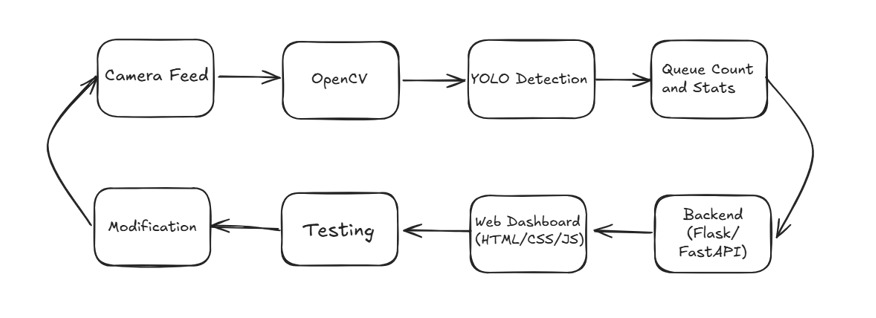 Camera Feed
OpenCV
YOLO Detection
Queue Count
and Stats
Modification
Testing
Web Dashboard
(HTML/CSS/JS)
Backend
(Flask/
FastAPI)